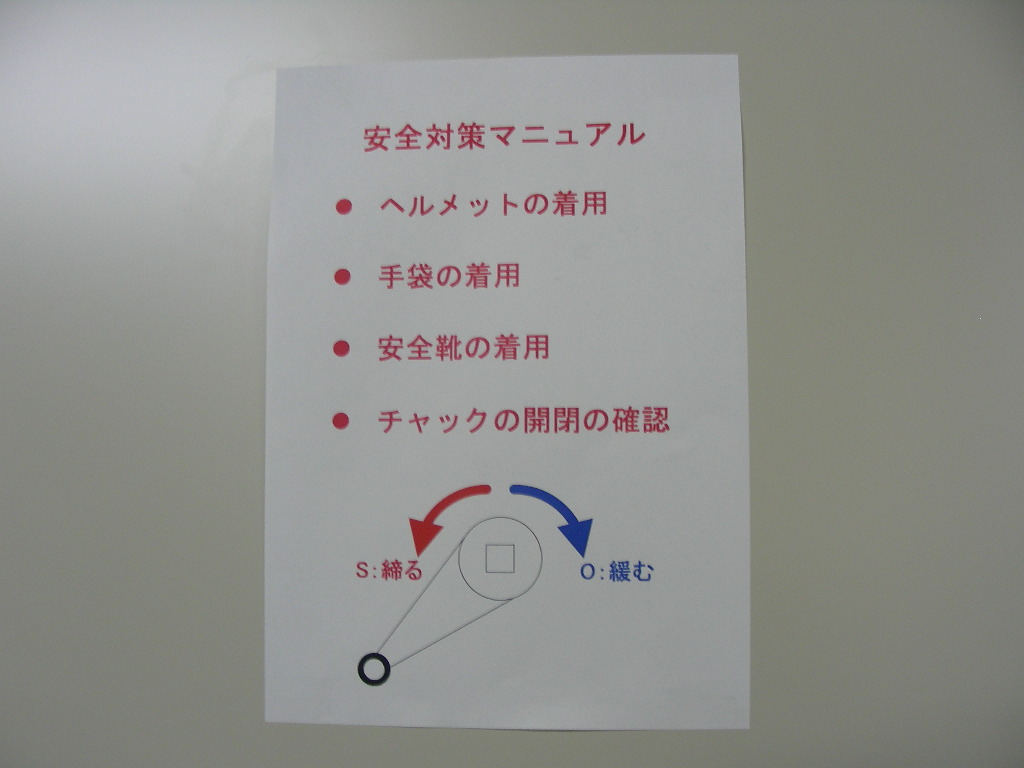 安全対策マニュアル
● ヘルメットの着用
● 手袋の着用
● 安全靴の着用
● チャックの開閉の確認
S:締る
O:緩む